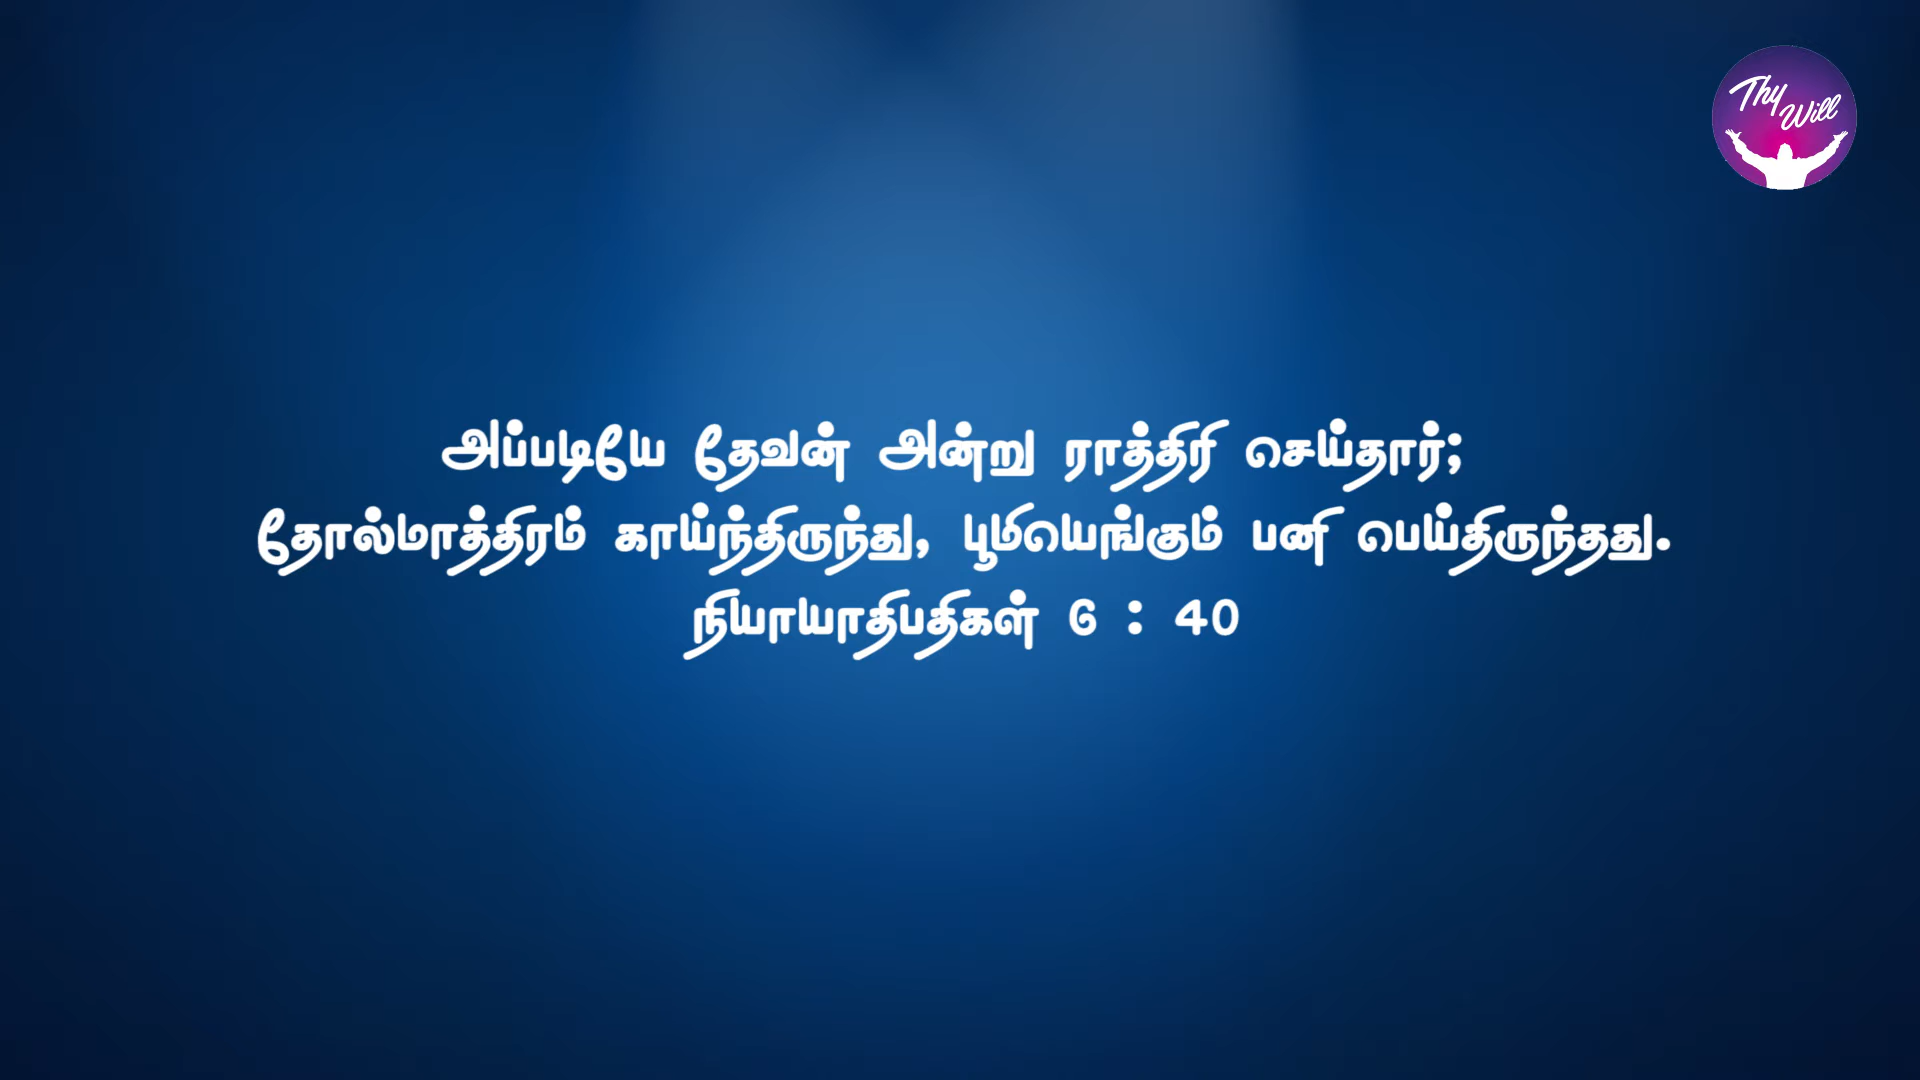 Thy
Will
அப்படியே தேவன் அன்று ராத்திரி செய்தார்;
தோல்மாத்திரம் காய்ந்திருந்து, பூமியெங்கும் பனி பெய்திருந்தது.
நியாயாதிபதிகள் 6 : 40